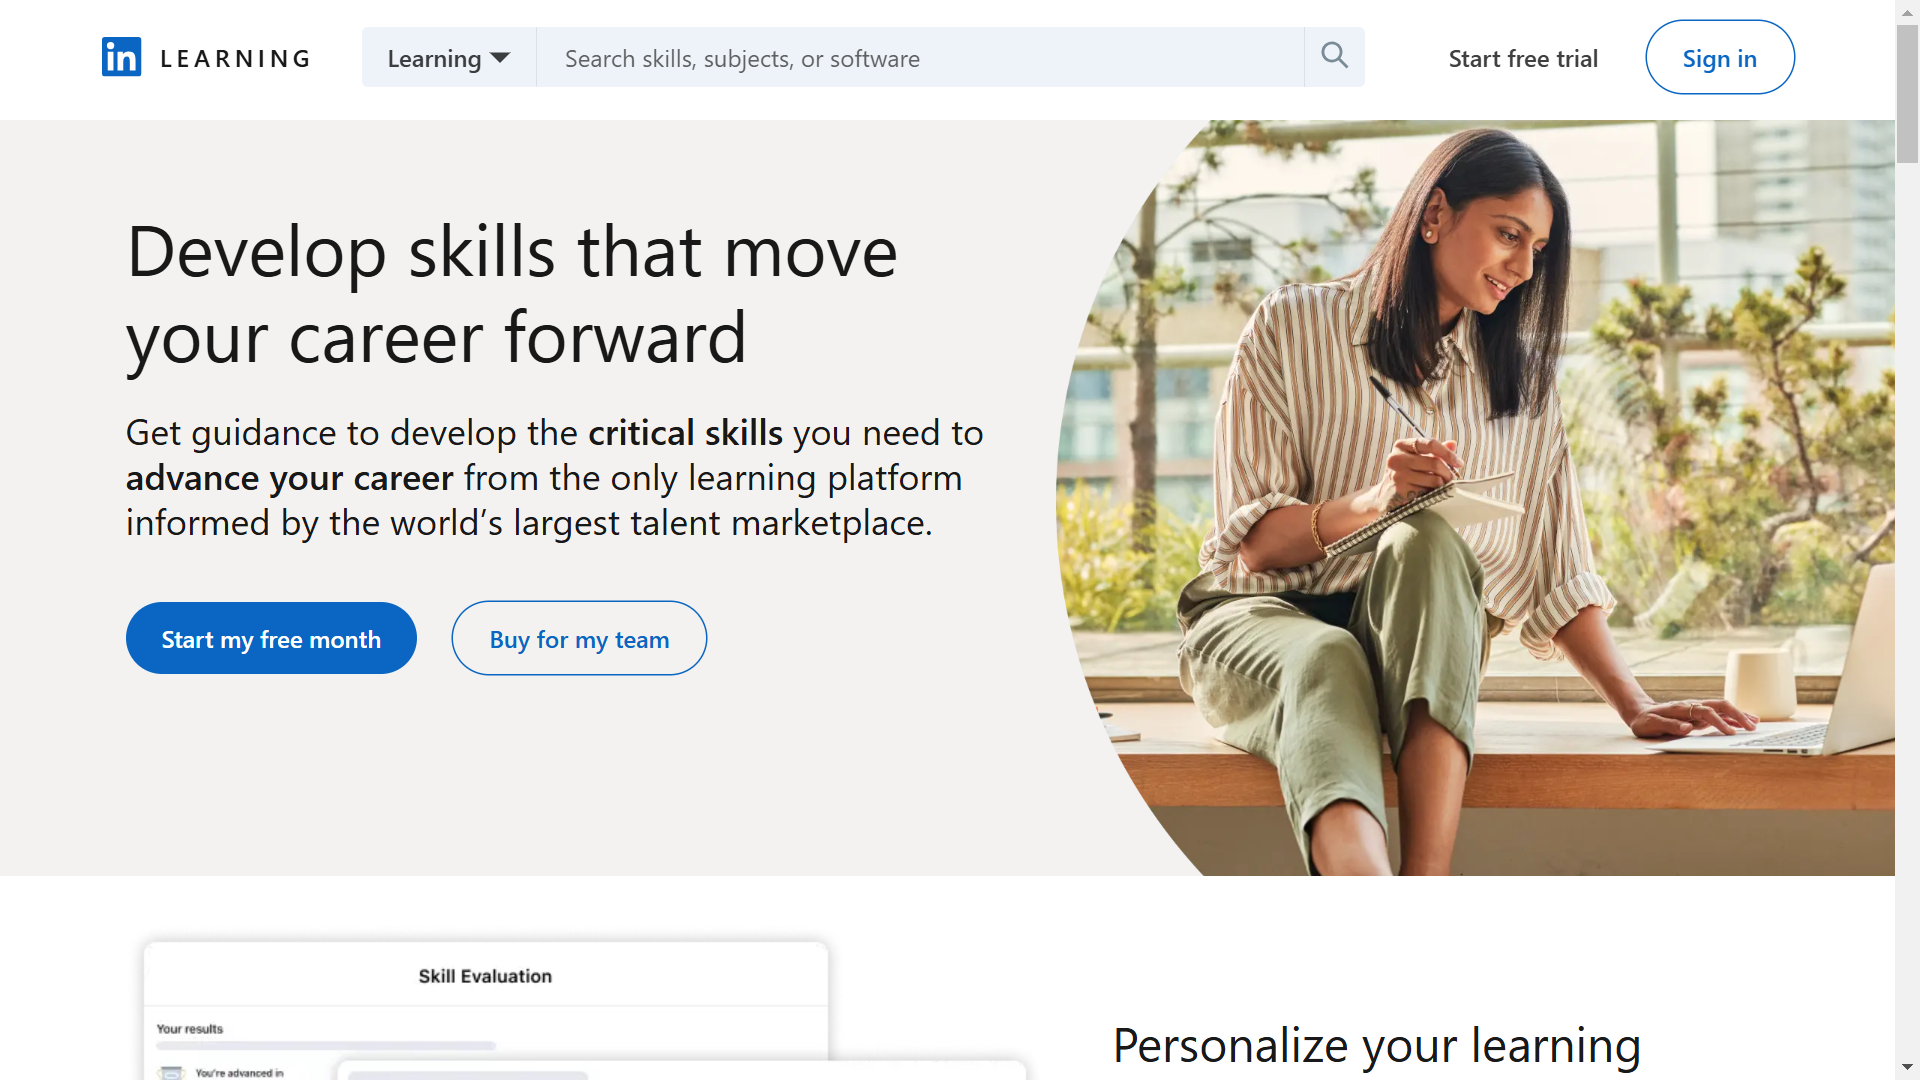 in LEARNING
Learning
Search skills, subjects, or software
Start free trial
Sign in
Develop skills that move
your career forward
Get guidance to develop the critical skills you need to
advance your career from the only learning platform
informed by the world’s largest talent marketplace.
Start my free month
Buy for my team
Skill Evaluation
Your results
You're advanced in
Personalize your learning